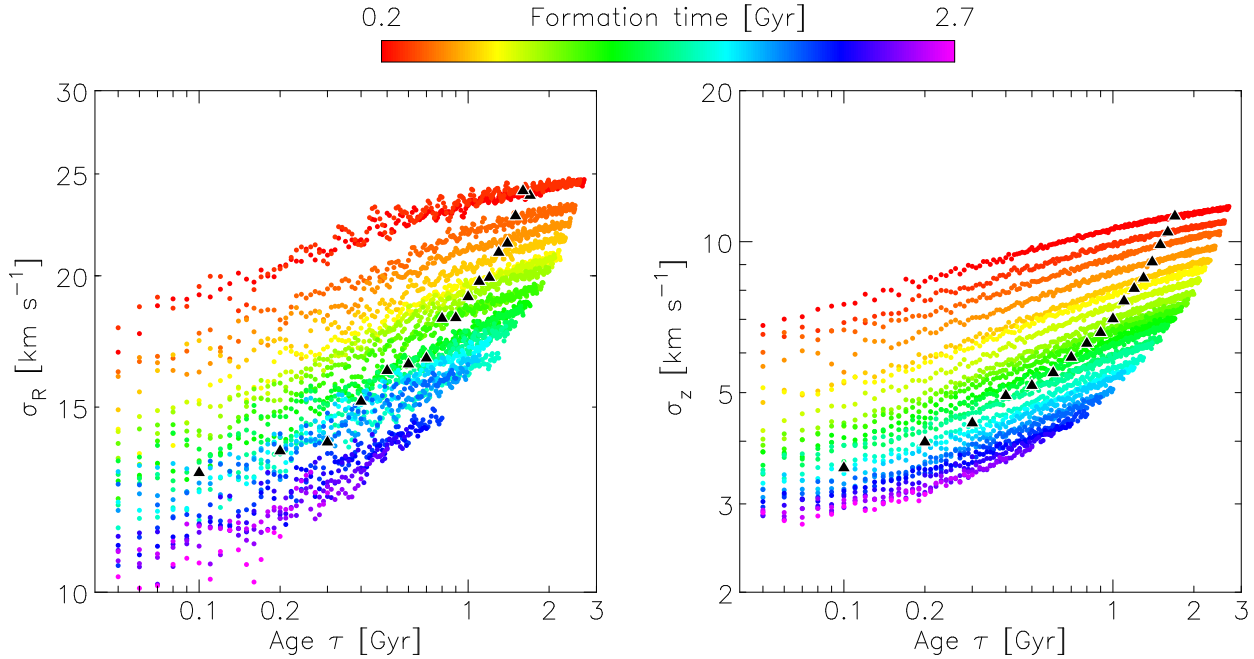 Formation time [Gyr]
0.2 2.7
30
25
20
15
10
σ_R [km s⁻¹]
0.1 0.2 1 2 3
Age τ [Gyr]
20
10
5
3
2
σ_z [km s⁻¹]
0.1 0.2 1 2 3
Age τ [Gyr]